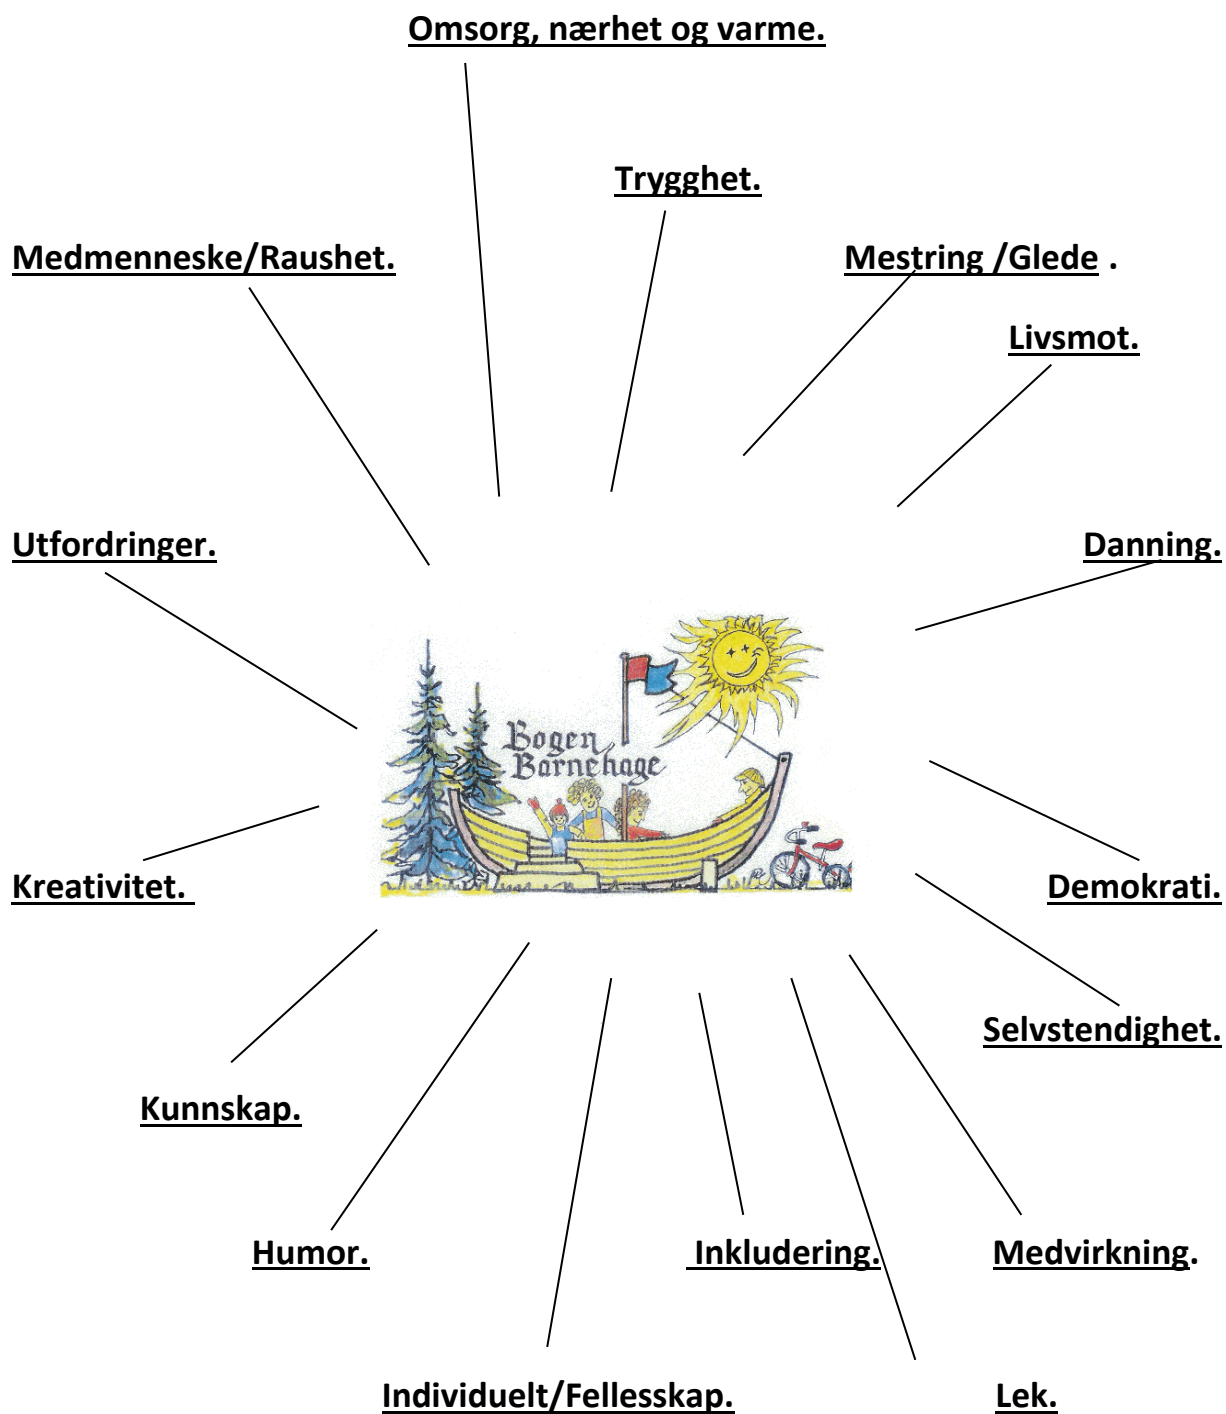 Omsorg, nærhet og varme.
Trygghet.
Medmenneske/Raushet.
Mestring /Glede .
Livsmot.
Utfordringer.
Danning.
Bogen
Barnehage
Kreativitet.
Demokrati.
Selvstendighet.
Kunnskap.
Humor.
Inkludering.
Medvirkning.
Individuelt/Fellesskap.
Lek.